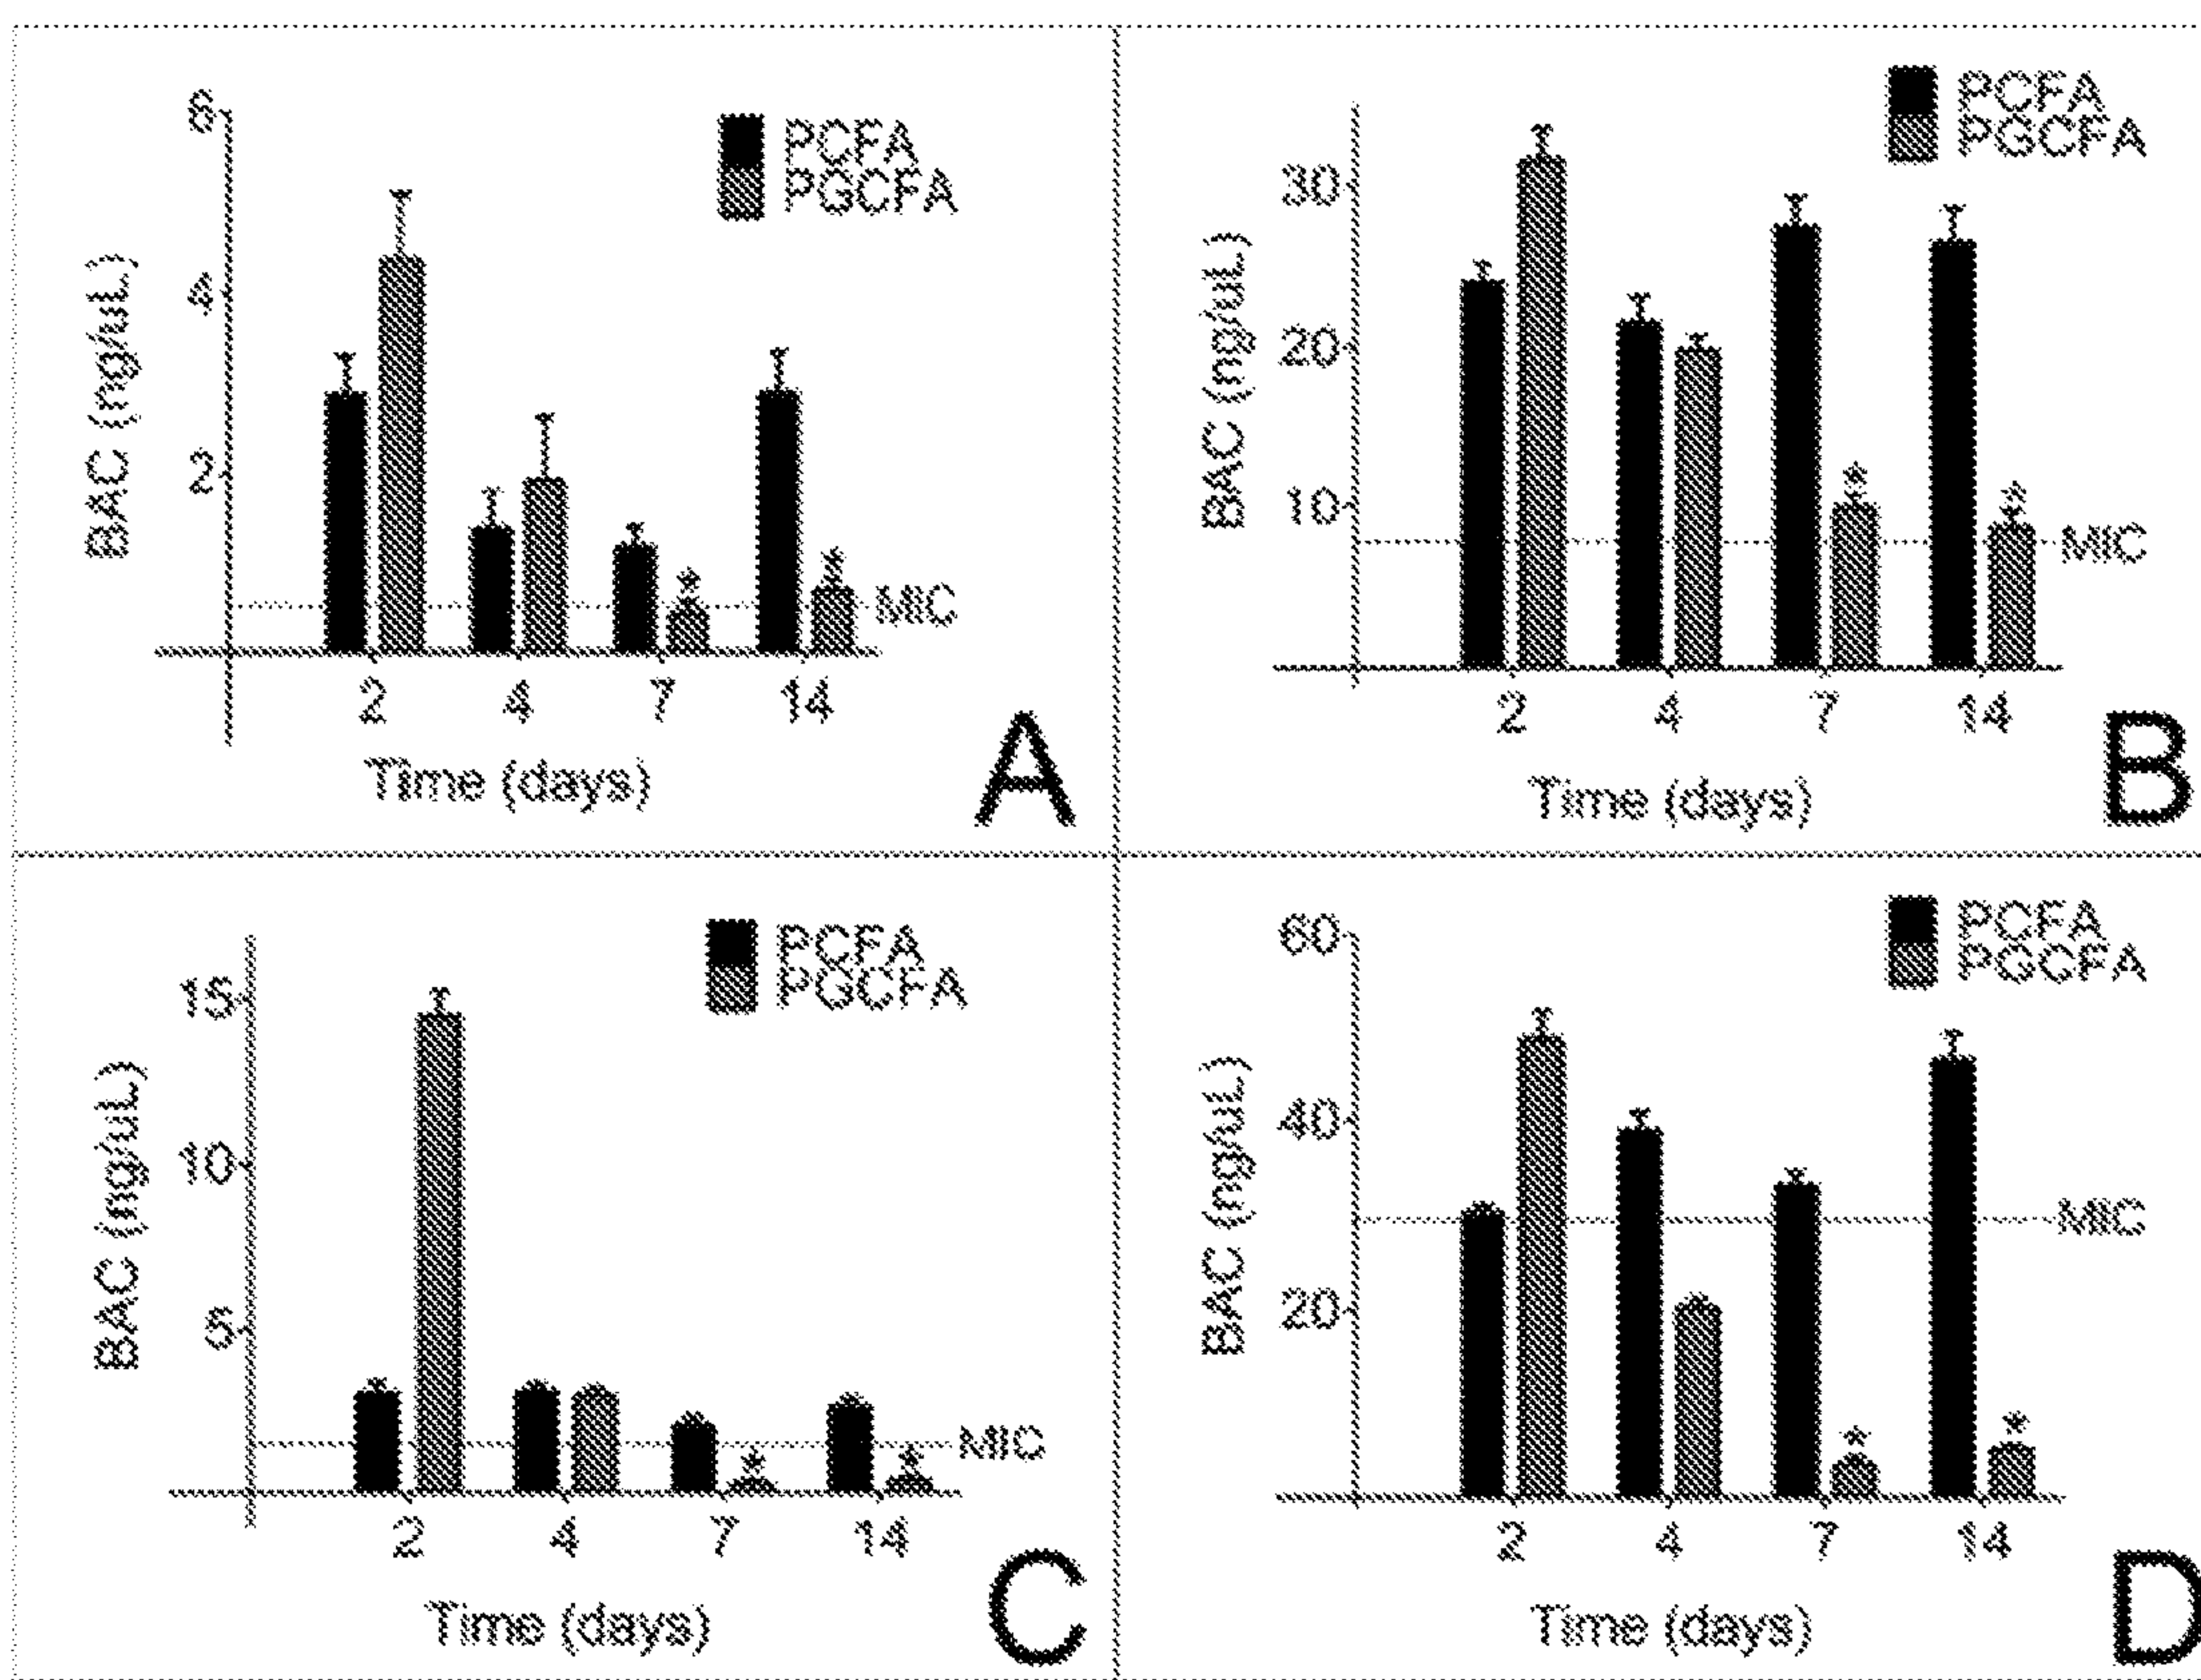 PCFA
PGCFA
6
4
2
BAC (ng/uL)
*
*
MIC
2 4 7 14
Time (days)
A
PCFA
PGCFA
30
20
10
BAC (ng/uL)
*
*
MIC
2 4 7 14
Time (days)
B
PCFA
PGCFA
15
10
5
BAC (ng/uL)
*
*
MIC
2 4 7 14
Time (days)
C
PCFA
PGCFA
60
40
20
BAC (ng/uL)
*
*
MIC
2 4 7 14
Time (days)
D